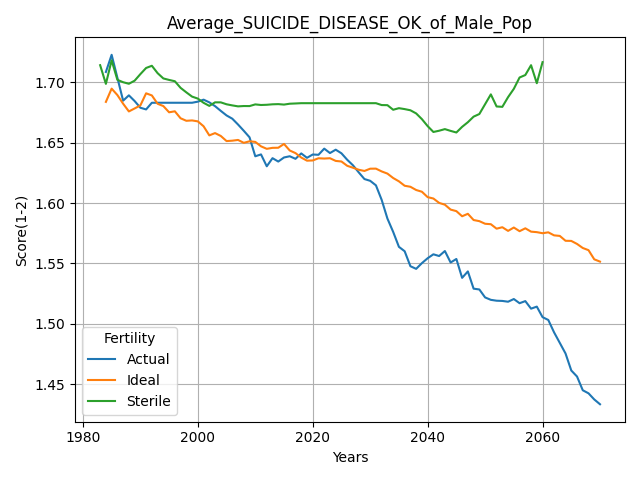 Average_SUICIDE_DISEASE_OK_of_Male_Pop
Score(1-2)
1.70
1.65
1.60
1.55
1.50
1.45
Fertility
Actual
Ideal
Sterile
1980
2000
2020
2040
2060
Years